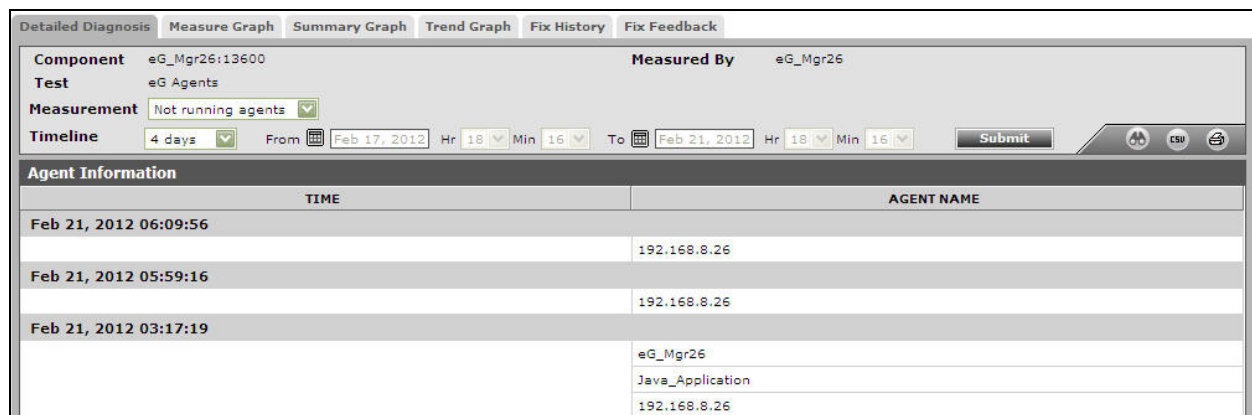 Detailed Diagnosis Measure Graph Summary Graph Trend Graph Fix History Fix Feedback
Component eG_Mgr26:13600 Measured By eG_Mgr26
Test eG Agents
Measurement Not running agents
Timeline 4 days From Feb 17, 2012 Hr 18 Min 16 To Feb 21, 2012 Hr 18 Min 16 Submit CSV
Agent Information
TIME AGENT NAME
Feb 21, 2012 06:09:56
192.168.8.26
Feb 21, 2012 05:59:16
192.168.8.26
Feb 21, 2012 03:17:19
eG_Mgr26
Java_Application
192.168.8.26